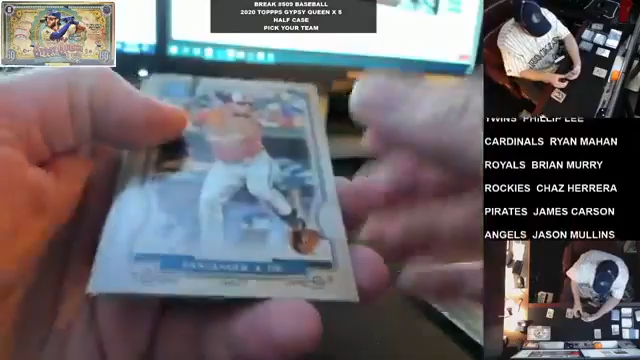 BREAK #509 BASEBALL
2020 TOPPPS GYPSY QUEEN X 5
HALF CASE
PICK YOUR TEAM
TWINS PHILLIP LEE
CARDINALS RYAN MAHAN
ROYALS BRIAN MURRY
ROCKIES CHAZ HERRERA
PIRATES JAMES CARSON
ANGELS JASON MULLINS